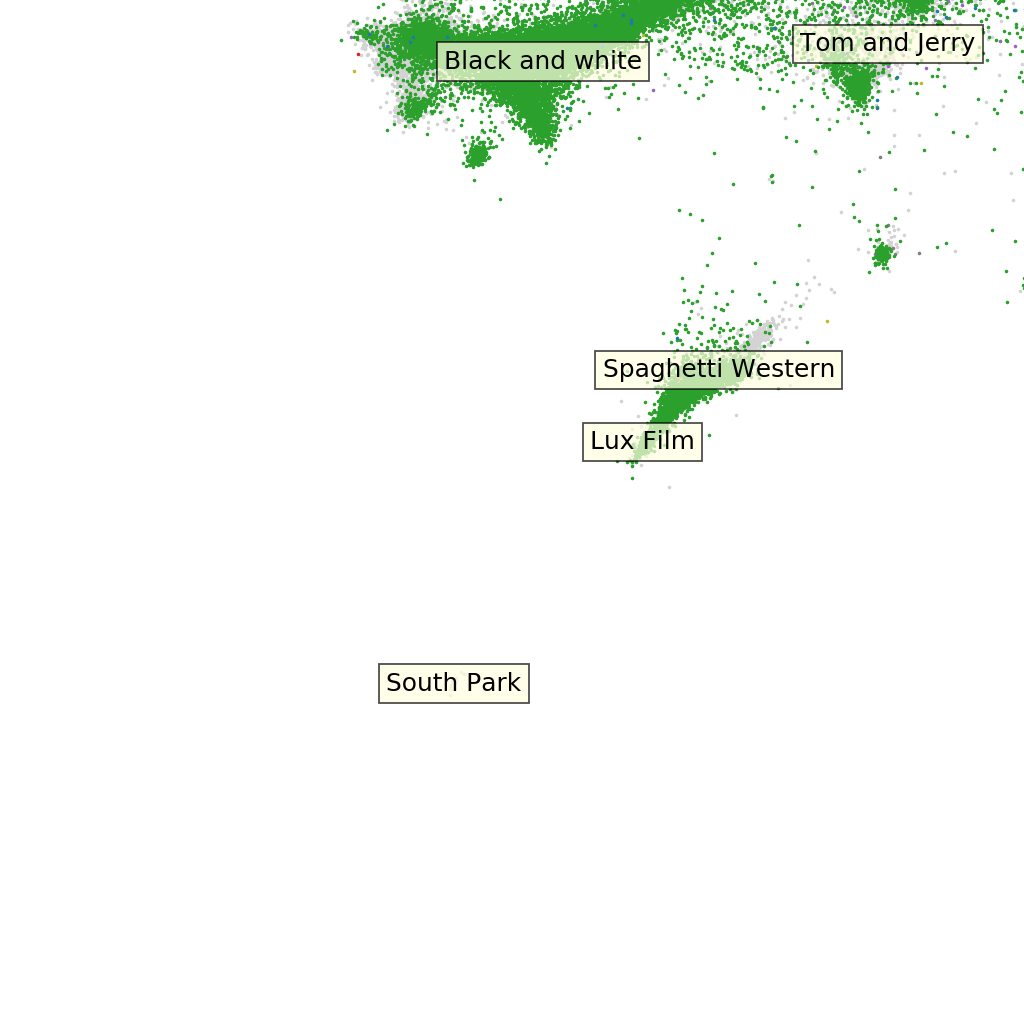 Tom and Jerry
Black and white
Spaghetti Western
Lux Film
South Park